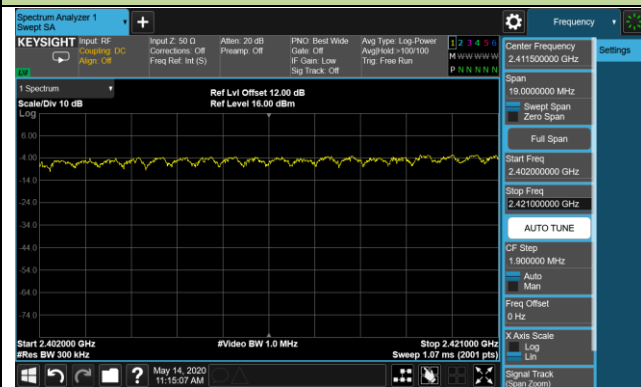 Spectrum Analyzer 1
Swept SA
+
Frequency
KEYSIGHT
Input: RF
Coupling: DC
Align: Off
Input Z: 50 Ω
Corrections: Off
Freq Ref: Int (S)
Atten: 20 dB
Preamp: Off
PNO: Best Wide
Gate: Off
IF Gain: Low
Sig Track: Off
Avg Type: Log-Power
Avg|Hold:>100/100
Trig: Free Run
1 2 3 4 5 6
M W W W W W
P N N N N N
LXI
1 Spectrum
Scale/Div 10 dB
Log
Ref Lvl Offset 12.00 dB
Ref Level 16.00 dBm
6.00
-4.00
-14.0
-24.0
-34.0
-44.0
-54.0
-64.0
-74.0
Start 2.402000 GHz
#Res BW 300 kHz
#Video BW 1.0 MHz
Stop 2.421000 GHz
Sweep 1.07 ms (2001 pts)
Center Frequency
2.411500000 GHz
Settings
Span
19.0000000 MHz
Swept Span
Zero Span
Full Span
Start Freq
2.402000000 GHz
Stop Freq
2.421000000 GHz
AUTO TUNE
CF Step
1.900000 MHz
Auto
Man
Freq Offset
0 Hz
X Axis Scale
Log
Lin
Signal Track
(Span Zoom)
?
May 14, 2020
11:15:07 AM